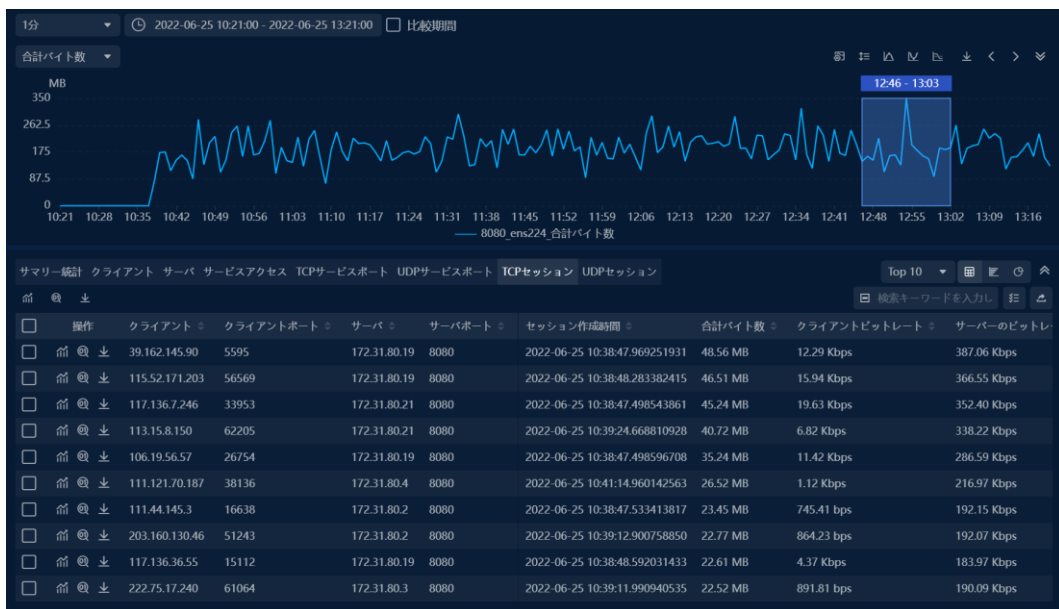 1分 2022-06-25 10:21:00 - 2022-06-25 13:21:00 比較期間
合計バイト数
MB 12:46 - 13:03
350
262.5
175
87.5
0
10:21 10:28 10:35 10:42 10:49 10:56 11:03 11:10 11:17 11:24 11:31 11:38 11:45 11:52 11:59 12:06 12:13 12:20 12:27 12:34 12:41 12:48 12:55 13:02 13:09 13:16
8080_ens224_合計バイト数
サマリー統計 クライアント サーバ サービスアクセス TCPサービスポート UDPサービスポート TCPセッション UDPセッション Top 10
検索キーワードを入力し
操作 クライアント クライアントポート サーバ サーバポート セッション作成時間 合計バイト数 クライアントビットレート サーバーのビットレ
39.162.145.90 5595 172.31.80.19 8080 2022-06-25 10:38:47.969251931 48.56 MB 12.29 Kbps 387.06 Kbps
115.52.171.203 56569 172.31.80.19 8080 2022-06-25 10:38:48.283382415 46.51 MB 15.94 Kbps 366.55 Kbps
117.136.7.246 33953 172.31.80.21 8080 2022-06-25 10:38:47.498543861 45.24 MB 19.63 Kbps 352.40 Kbps
113.15.8.150 62205 172.31.80.21 8080 2022-06-25 10:39:24.668810928 40.72 MB 6.82 Kbps 338.22 Kbps
106.19.56.57 26754 172.31.80.19 8080 2022-06-25 10:38:47.498596708 35.24 MB 11.42 Kbps 286.59 Kbps
111.121.70.187 38136 172.31.80.4 8080 2022-06-25 10:41:14.960142563 26.52 MB 1.12 Kbps 216.97 Kbps
111.44.145.3 16638 172.31.80.2 8080 2022-06-25 10:38:47.533413817 23.45 MB 745.41 bps 192.15 Kbps
203.160.130.46 51243 172.31.80.2 8080 2022-06-25 10:39:12.900758850 22.77 MB 864.23 bps 192.07 Kbps
117.136.36.55 15112 172.31.80.19 8080 2022-06-25 10:38:48.592031433 22.61 MB 4.37 Kbps 183.97 Kbps
222.75.17.240 61064 172.31.80.3 8080 2022-06-25 10:39:11.990940535 22.52 MB 891.81 bps 190.09 Kbps